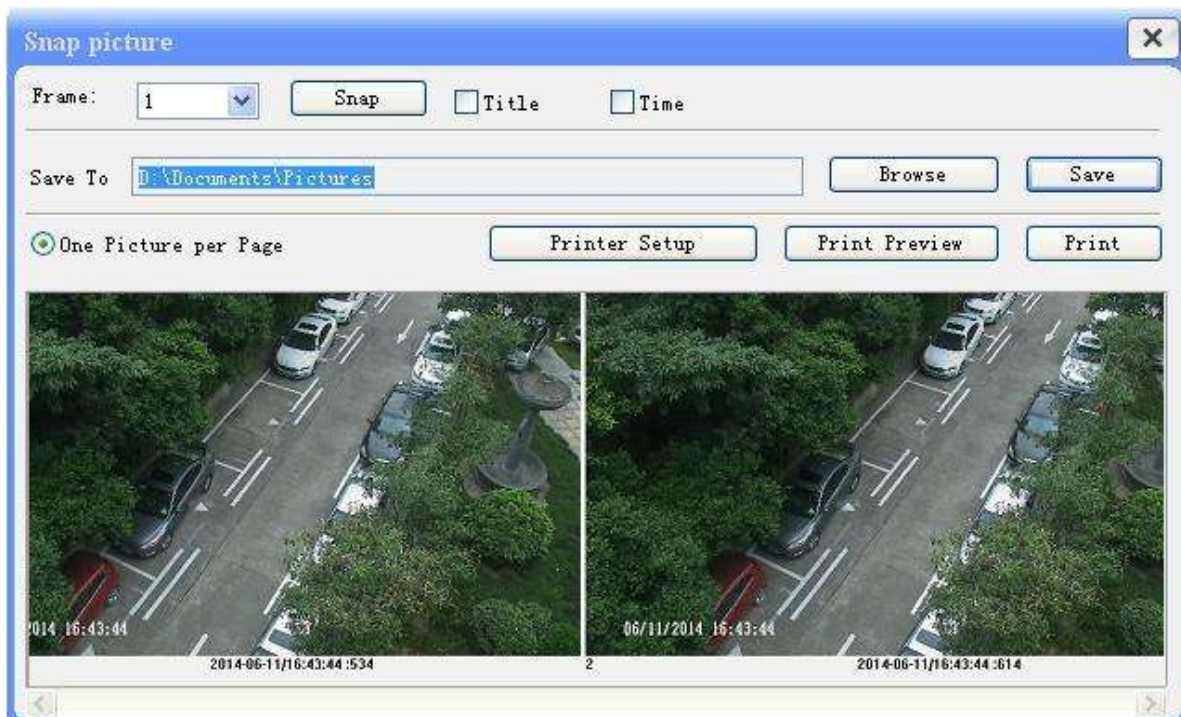 Snap picture
Frame: 1 Snap Title Time
Save To D:\Documents\Pictures Browse Save
One Picture per Page Printer Setup Print Preview Print
2014 16:43:44 06/11/2014 16:43:44
2014-06-11/16:43:44 :534 2 2014-06-11/16:43:44 :614